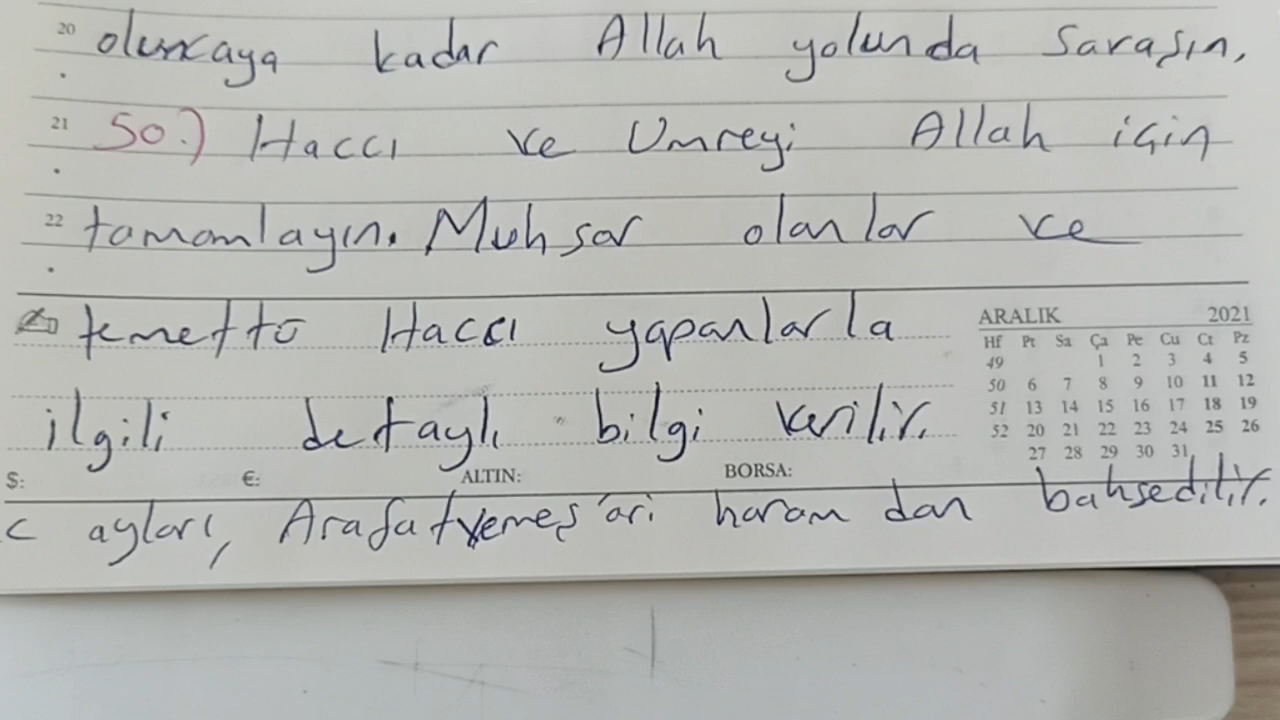 20 oluncaya kadar Allah yolunda Savaşın.
21 50.) Haccı ve Umreyi Allah için
22 tamamlayın. Muhsar olanlar ve
temettü Haccı yapanlarla
ilgili detaylı bilgi verilir.
ARALIK 2021
Hf Pt Sa Ça Pe Cu Ct Pz
49 1 2 3 4 5
50 6 7 8 9 10 11 12
51 13 14 15 16 17 18 19
52 20 21 22 23 24 25 26
27 28 29 30 31
$: €: ALTIN: BORSA:
c ayları, Arafat ve meş'ari haram dan bahsedilir.